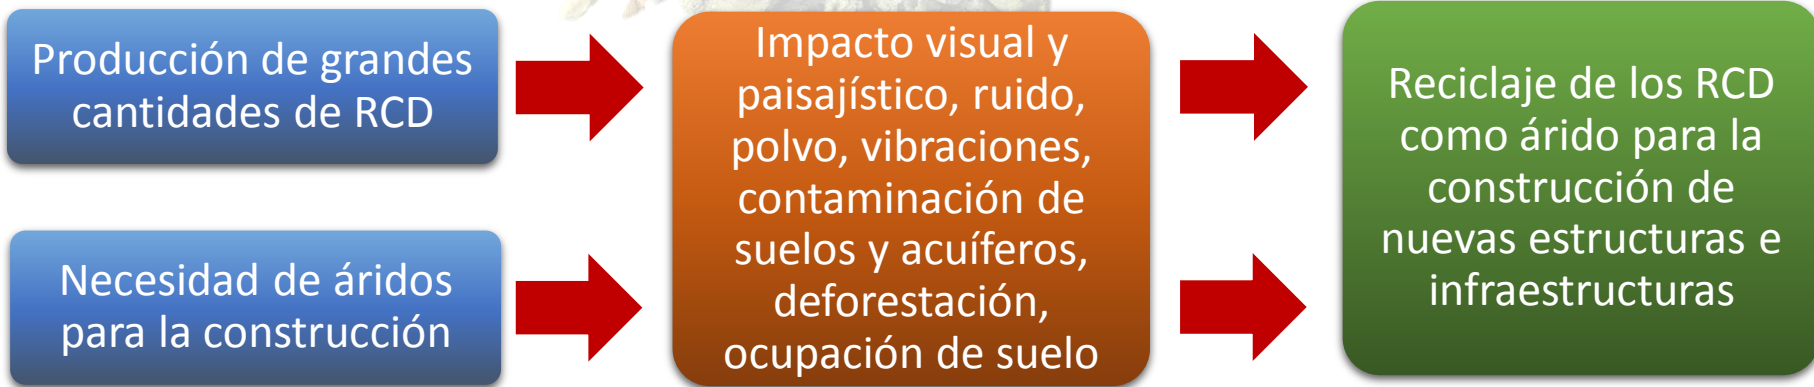 Producción de grandes
cantidades de RCD
Necesidad de áridos
para la construcción
Impacto visual y
paisajístico, ruido,
polvo, vibraciones,
contaminación de
suelos y acuíferos,
deforestación,
ocupación de suelo
Reciclaje de los RCD
como árido para la
construcción de
nuevas estructuras e
infraestructuras